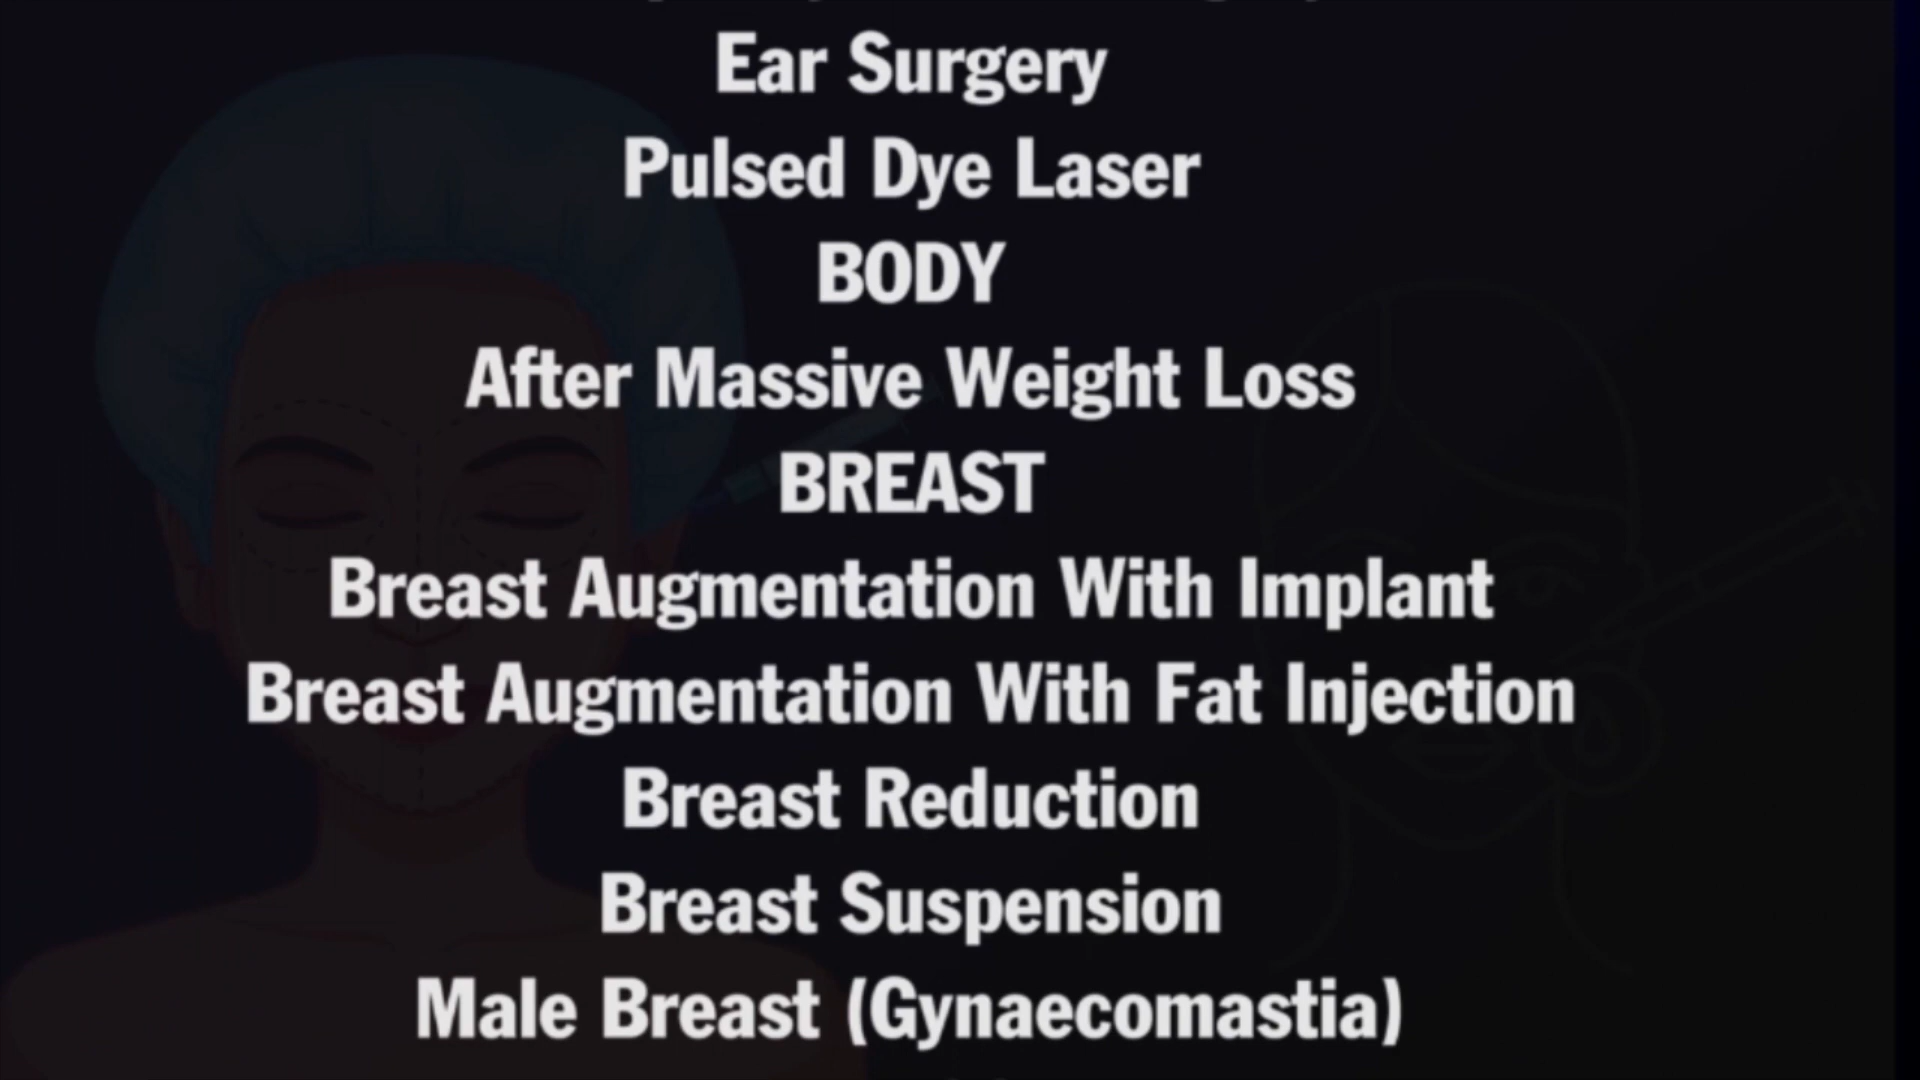 Ear Surgery
Pulsed Dye Laser
BODY
After Massive Weight Loss
BREAST
Breast Augmentation With Implant
Breast Augmentation With Fat Injection
Breast Reduction
Breast Suspension
Male Breast (Gynaecomastia)